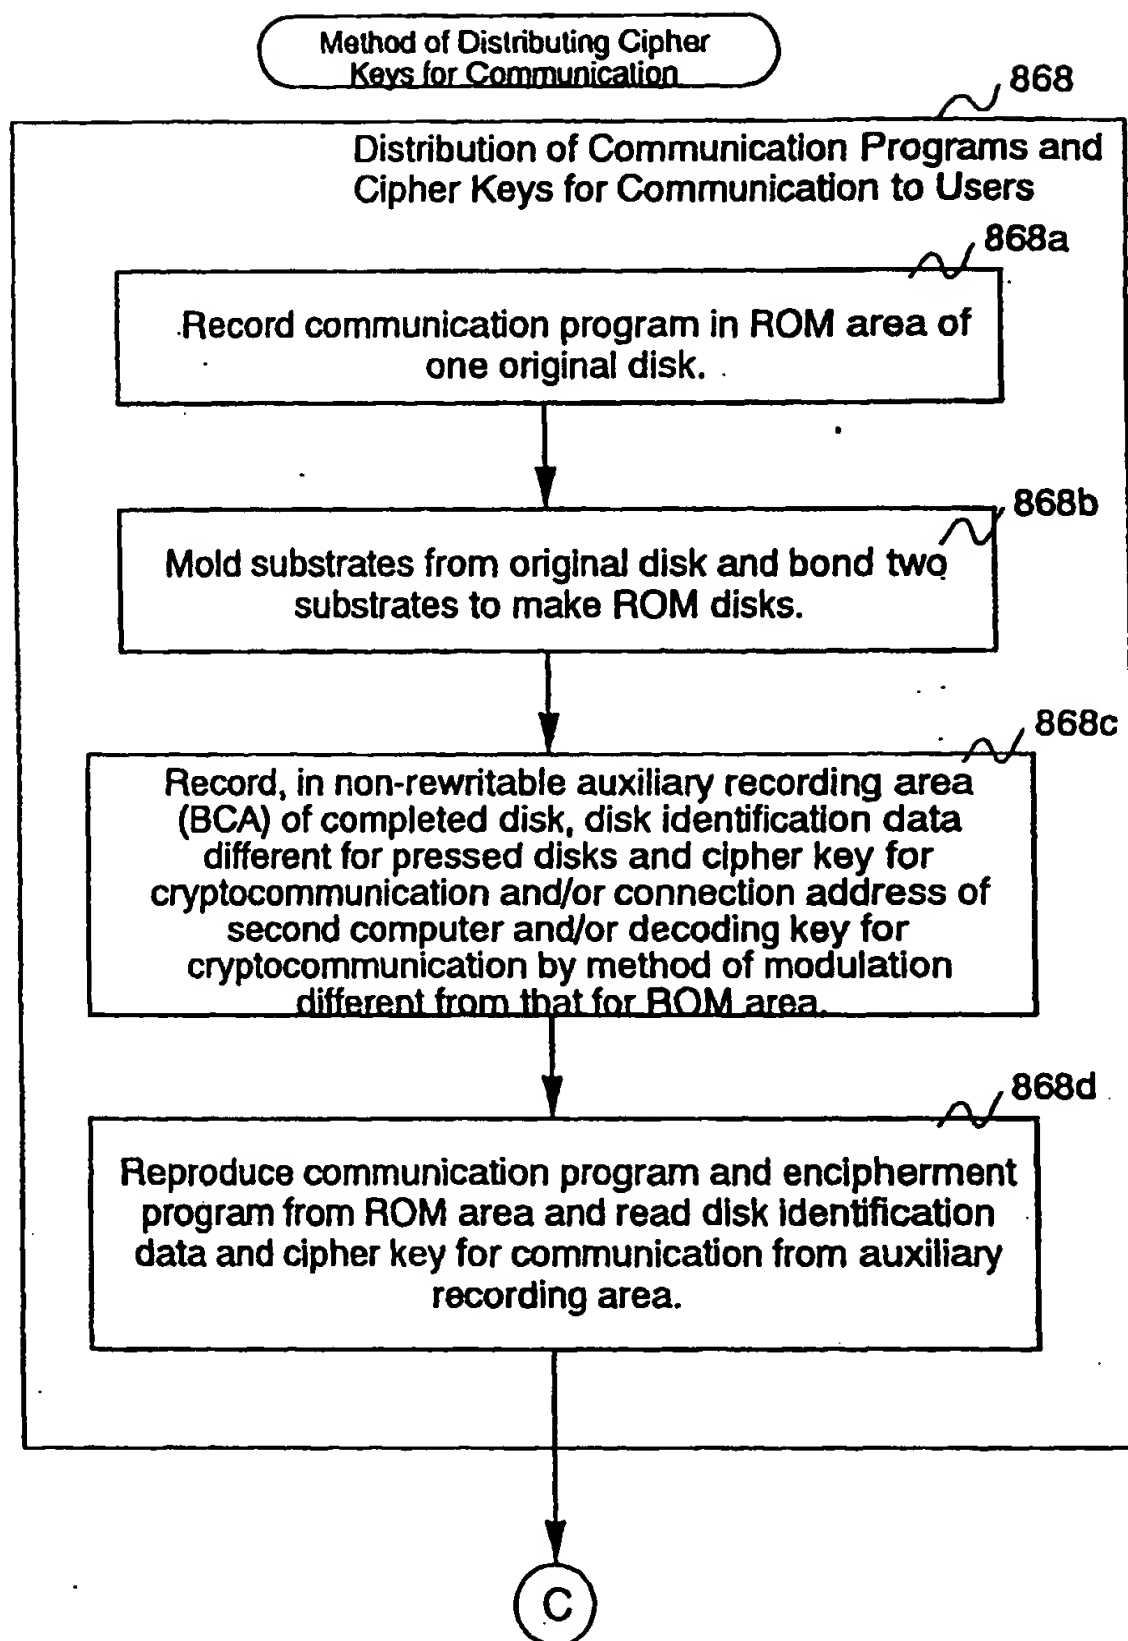 Method of Distributing Cipher
Keys for Communication
868
Distribution of Communication Programs and
Cipher Keys for Communication to Users
868a
Record communication program in ROM area of
one original disk.
868b
Mold substrates from original disk and bond two
substrates to make ROM disks.
868c
Record, in non-rewritable auxiliary recording area
(BCA) of completed disk, disk identification data
different for pressed disks and cipher key for
cryptocommunication and/or connection address of
second computer and/or decoding key for
cryptocommunication by method of modulation
different from that for ROM area.
868d
Reproduce communication program and encipherment
program from ROM area and read disk identification
data and cipher key for communication from auxiliary
recording area.
C